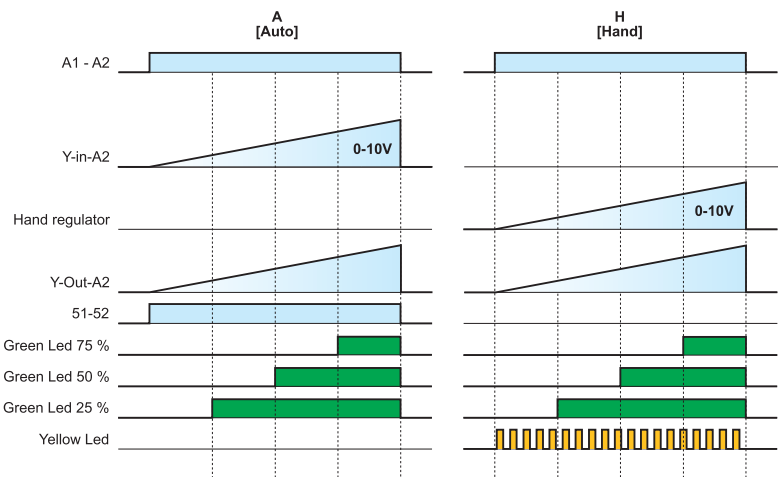 A
[Auto]
H
[Hand]
A1 - A2
Y-in-A2
0-10V
Hand regulator
0-10V
Y-Out-A2
51-52
Green Led 75 %
Green Led 50 %
Green Led 25 %
Yellow Led